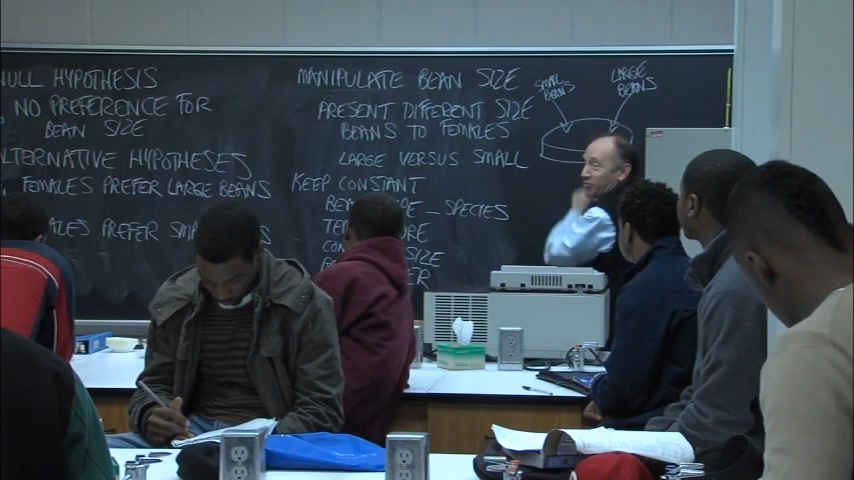 NULL HYPOTHESIS
NO PREFERENCE FOR
BEAN SIZE
ALTERNATIVE HYPOTHESES
FEMALES PREFER LARGE BEANS
PREFER
MANIPULATE BEAN SIZE
PRESENT DIFFERENT SIZE
BEANS TO FEMALES
LARGE VERSUS SMALL
KEEP CONSTANT
SPECIES
SIZE
SMALL
BEANS
LARGE
BEANS